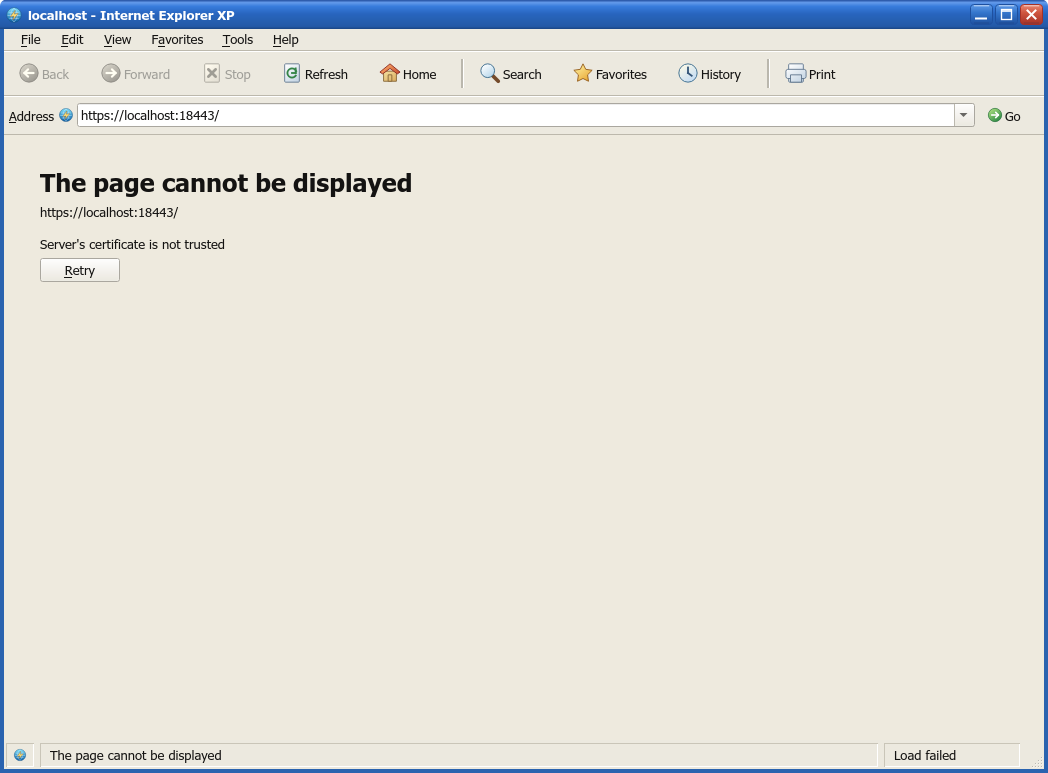 localhost - Internet Explorer XP
File Edit View Favorites Tools Help
Back Forward Stop Refresh Home Search Favorites History Print
Address https://localhost:18443/ Go
The page cannot be displayed
https://localhost:18443/
Server's certificate is not trusted
Retry
The page cannot be displayed Load failed